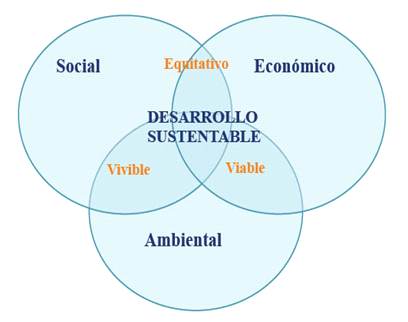 Social
Equitativo
Económico
DESARROLLO
SUSTENTABLE
Vivible
Viable
Ambiental